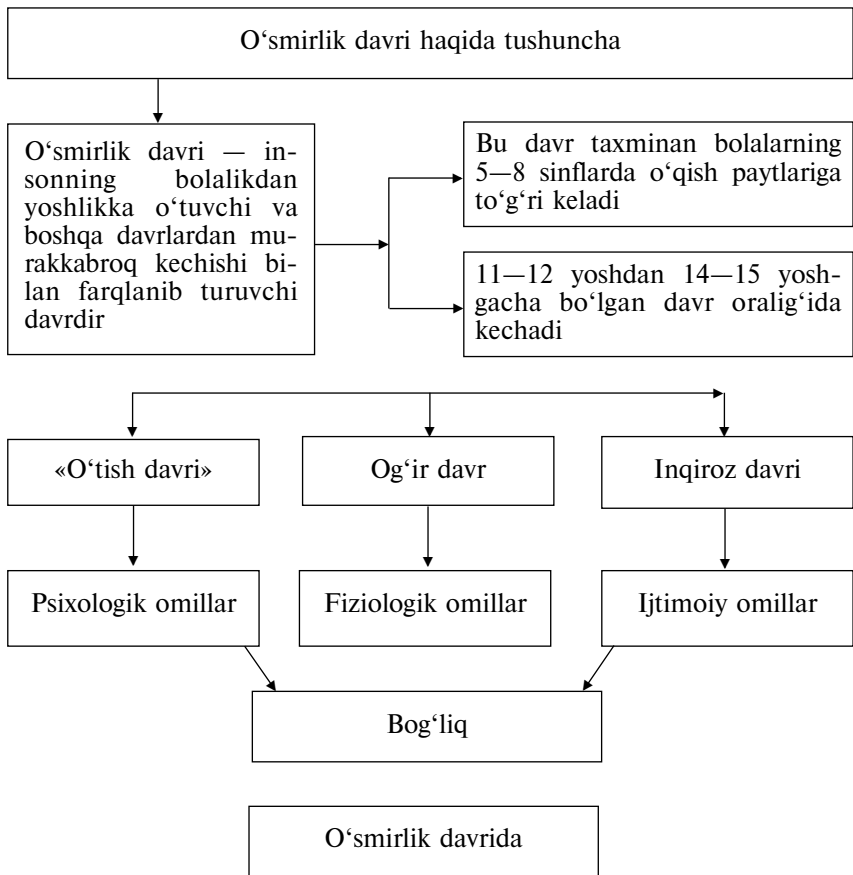 O‘smirlik davri haqida tushuncha
O‘smirlik davri — in-
sonning bolalikdan
yoshlikka o‘tuvchi va
boshqa davrlardan mu-
rakkabroq kechishi bi-
lan farqlanib turuvchi
davrdir
Bu davr taxminan bolalarning
5—8 sinflarda o‘qish paytlariga
to‘g‘ri keladi
11—12 yoshdan 14—15 yosh-
gacha bo‘lgan davr oralig‘ida
kechadi
«O‘tish davri»
Og‘ir davr
Inqiroz davri
Psixologik omillar
Fiziologik omillar
Ijtimoiy omillar
Bog‘liq
O‘smirlik davrida